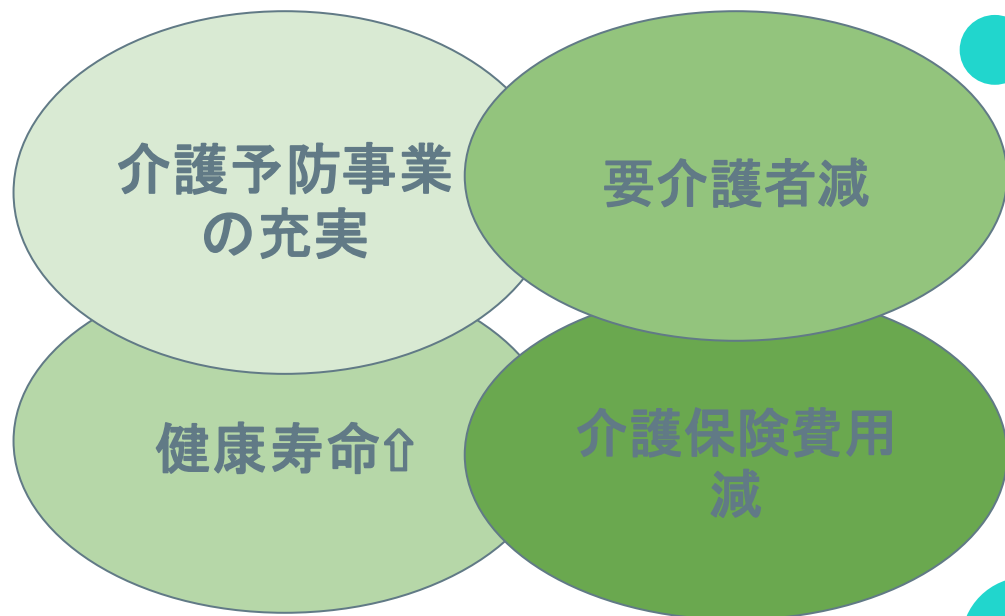 介護予防事業
の充実
要介護者減
健康寿命⇧
介護保険費用
減